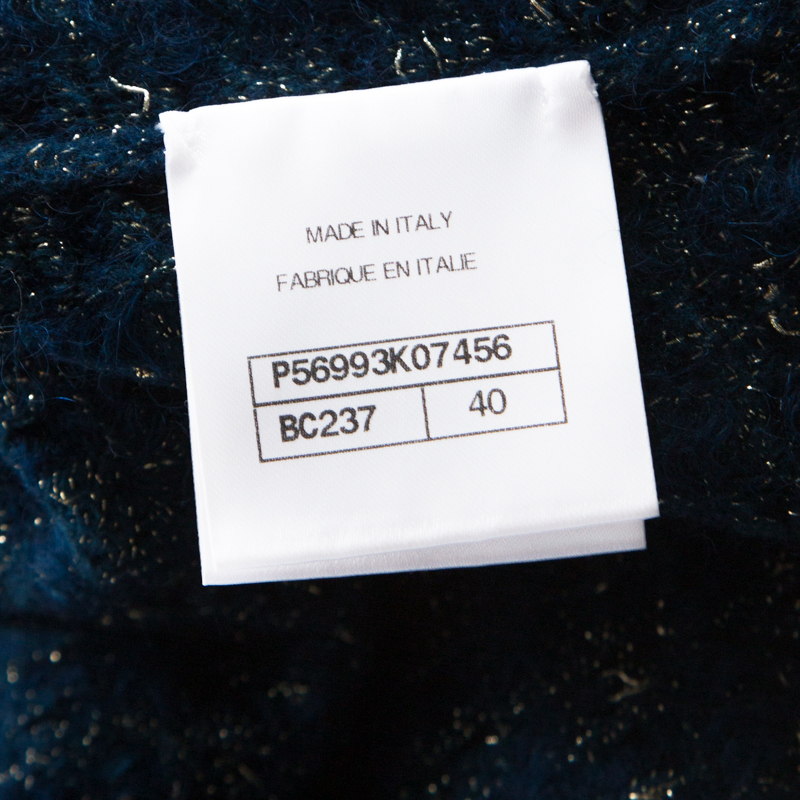 MADE IN ITALY
FABRIQUE EN ITALIE
P56993K07456
BC237 40